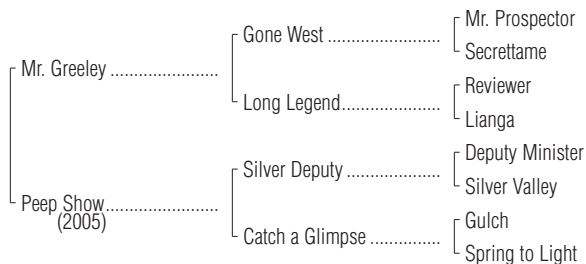 Mr. Prospector
Gone West ........................
Secrettame
Mr. Greeley .......................
Reviewer
Long Legend.....................
Lianga
Deputy Minister
Silver Deputy ....................
Silver Valley
Peep Show........................
(2005)
Gulch
Catch a Glimpse ................
Spring to Light